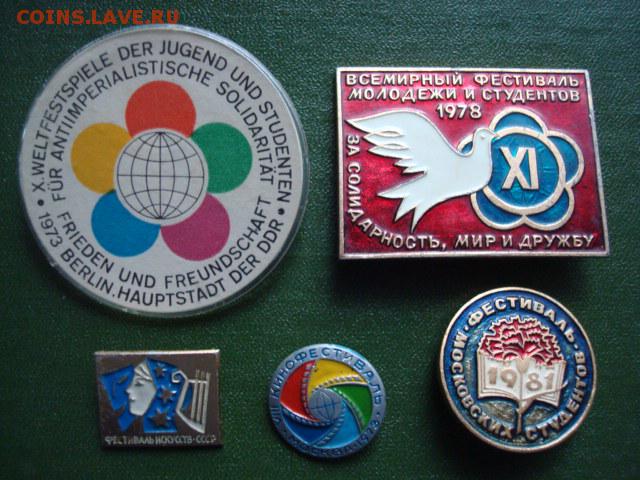 COINS.LAVE.RU
X. WELTFESTSPIELE DER JUGEND UND STUDENTEN
FÜR ANTIIMPERIALISTISCHE SOLIDARITÄT
FRIEDEN UND FREUNDSCHAFT
1973 BERLIN. HAUPTSTADT DER DDR
ВСЕМИРНЫЙ ФЕСТИВАЛЬ
МОЛОДЕЖИ И СТУДЕНТОВ
1978
XI
ЗА СОЛИДАРНОСТЬ, МИР И ДРУЖБУ
ФЕСТИВАЛЬ ИСКУССТВ·СССР
КИНОФЕСТИВАЛЬ
МОСКВА
ФЕСТИВАЛЬ
МОСКОВСКИХ СТУДЕНТОВ
1981